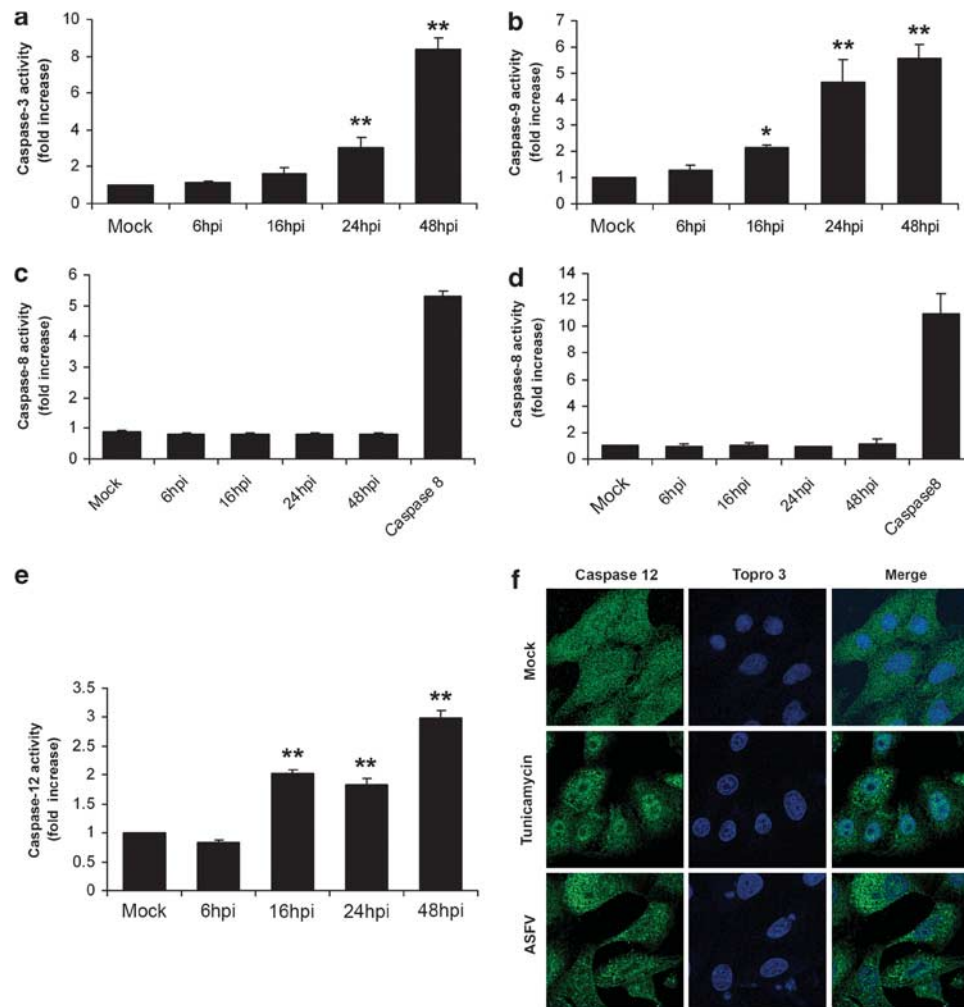 a
Caspase-3 activity
(fold increase)
10
8
6
4
2
0
**
**
Mock 6hpi 16hpi 24hpi 48hpi
b
Caspase-9 activity
(fold increase)
7
6
5
4
3
2
1
0
*
**
**
Mock 6hpi 16hpi 24hpi 48hpi
c
Caspase-8 activity
(fold increase)
6
5
4
3
2
1
0
Mock 6hpi 16hpi 24hpi 48hpi Caspase 8
d
Caspase-8 activity
(fold increase)
14
12
10
8
6
4
2
0
Mock 6hpi 16hpi 24hpi 48hpi Caspase8
e
Caspase-12 activity
(fold increase)
3.5
3
2.5
2
1.5
1
0.5
0
**
**
**
Mock 6hpi 16hpi 24hpi 48hpi
f
Caspase 12 Topro 3 Merge
Mock
Tunicamycin
ASFV